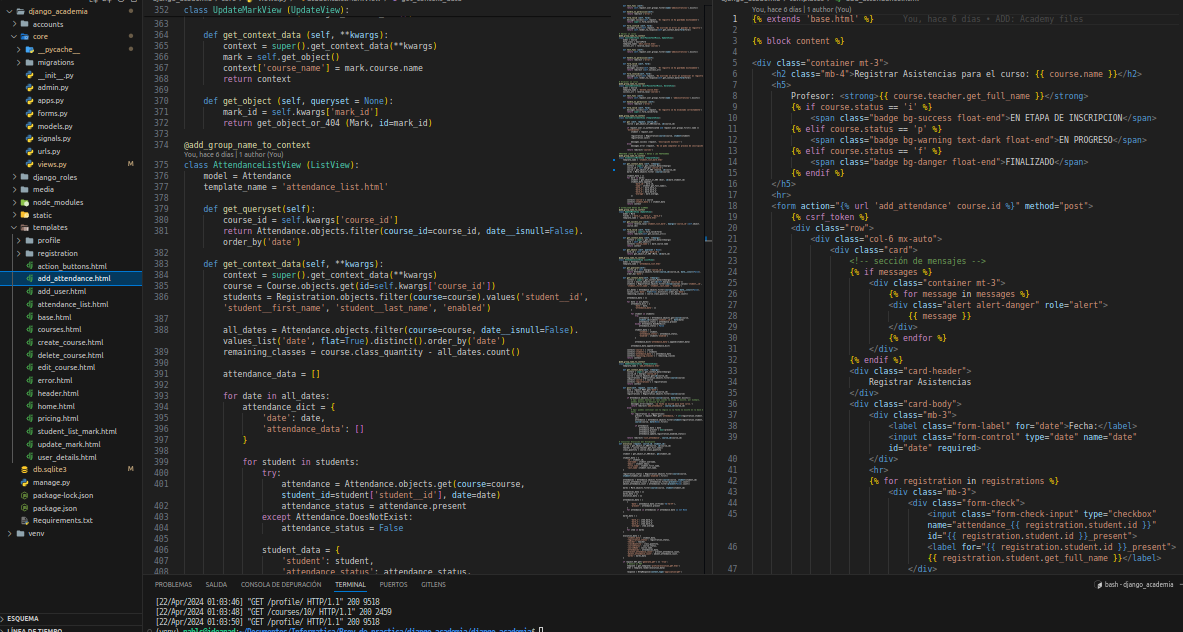 django_academia
accounts
core
__pycache__
migrations
__init__.py
admin.py
apps.py
forms.py
models.py
signals.py
urls.py
views.py M
django_roles
media
node_modules
static
templates
profile
registration
action_buttons.html
add_attendance.html
add_user.html
attendance_list.html
base.html
courses.html
create_course.html
delete_course.html
edit_course.html
error.html
header.html
home.html
pricing.html
student_list_mark.html
update_mark.html
user_details.html
db.sqlite3 M
manage.py
package-lock.json
package.json
Requirements.txt
venv
ESQUEMA
LÍNEA DE TIEMPO
352 class UpdateMarkView (UpdateView):
363
364 def get_context_data (self, **kwargs):
365 context = super().get_context_data(**kwargs)
366 mark = self.get_object()
367 context['course_name'] = mark.course.name
368 return context
369
370 def get_object (self, queryset = None):
371 mark_id = self.kwargs['mark_id']
372 return get_object_or_404 (Mark, id=mark_id)
373
374 @add_group_name_to_context
You, hace 6 días | 1 author (You)
375 class AttendanceListView (ListView):
376 model = Attendance
377 template_name = 'attendance_list.html'
378
379 def get_queryset(self):
380 course_id = self.kwargs['course_id']
381 return Attendance.objects.filter(course_id=course_id, date__isnull=False).
order_by('date')
382
383 def get_context_data(self, **kwargs):
384 context = super().get_context_data(**kwargs)
385 course = Course.objects.get(id=self.kwargs['course_id'])
386 students = Registration.objects.filter(course=course).values('student__id',
'student__first_name', 'student__last_name', 'enabled')
387
388 all_dates = Attendance.objects.filter(course=course, date__isnull=False).
values_list('date', flat=True).distinct().order_by('date')
389 remaining_classes = course.class_quantity - all_dates.count()
390
391 attendance_data = []
392
393 for date in all_dates:
394 attendance_dict = {
395 'date': date,
396 'attendance_data': []
397 }
398
399 for student in students:
400 try:
401 attendance = Attendance.objects.get(course=course,
student_id=student['student__id'], date=date)
402 attendance_status = attendance.present
403 except Attendance.DoesNotExist:
404 attendance_status = False
405
406 student_data = {
407 'student': student,
408 'attendance_status': attendance_status,
You, hace 6 días | 1 author (You)
1 {% extends 'base.html' %} You, hace 6 días • ADD: Academy files
2
3 {% block content %}
4
5 <div class="container mt-3">
6 <h2 class="mb-4">Registrar Asistencias para el curso: {{ course.name }}</h2>
7 <h5>
8 Profesor: <strong>{{ course.teacher.get_full_name }}</strong>
9 {% if course.status == 'i' %}
10 <span class="badge bg-success float-end">EN ETAPA DE INSCRIPCION</span>
11 {% elif course.status == 'p' %}
12 <span class="badge bg-warning text-dark float-end">EN PROGRESO</span>
13 {% elif course.status == 'f' %}
14 <span class="badge bg-danger float-end">FINALIZADO</span>
15 {% endif %}
16 </h5>
17 <hr>
18 <form action="{% url 'add_attendance' course.id %}" method="post">
19 {% csrf_token %}
20 <div class="row">
21 <div class="col-6 mx-auto">
22 <div class="card">
23 <!-- sección de mensajes -->
24 {% if messages %}
25 <div class="container mt-3">
26 {% for message in messages %}
27 <div class="alert alert-danger" role="alert">
28 {{ message }}
29 </div>
30 {% endfor %}
31 </div>
32 {% endif %}
33 <div class="card-header">
34 Registrar Asistencias
35 </div>
36 <div class="card-body">
37 <div class="mb-3">
38 <label class="form-label" for="date">Fecha:</label>
39 <input class="form-control" type="date" name="date"
id="date" required>
40 </div>
41 <hr>
42 {% for registration in registrations %}
43 <div class="mb-3">
44 <div class="form-check">
45 <input class="form-check-input" type="checkbox"
name="attendance_{{ registration.student.id }}"
id="{{ registration.student.id }}_present">
46 <label for="{{ registration.student.id }}_present">
{{ registration.student.get_full_name }}</label>
47 </div>
PROBLEMAS SALIDA CONSOLA DE DEPURACIÓN TERMINAL PUERTOS GITLENS
bash - django_academia
[22/Apr/2024 01:03:46] "GET /profile/ HTTP/1.1" 200 9518
[22/Apr/2024 01:03:48] "GET /courses/10/ HTTP/1.1" 200 2459
[22/Apr/2024 01:03:50] "GET /profile/ HTTP/1.1" 200 9518